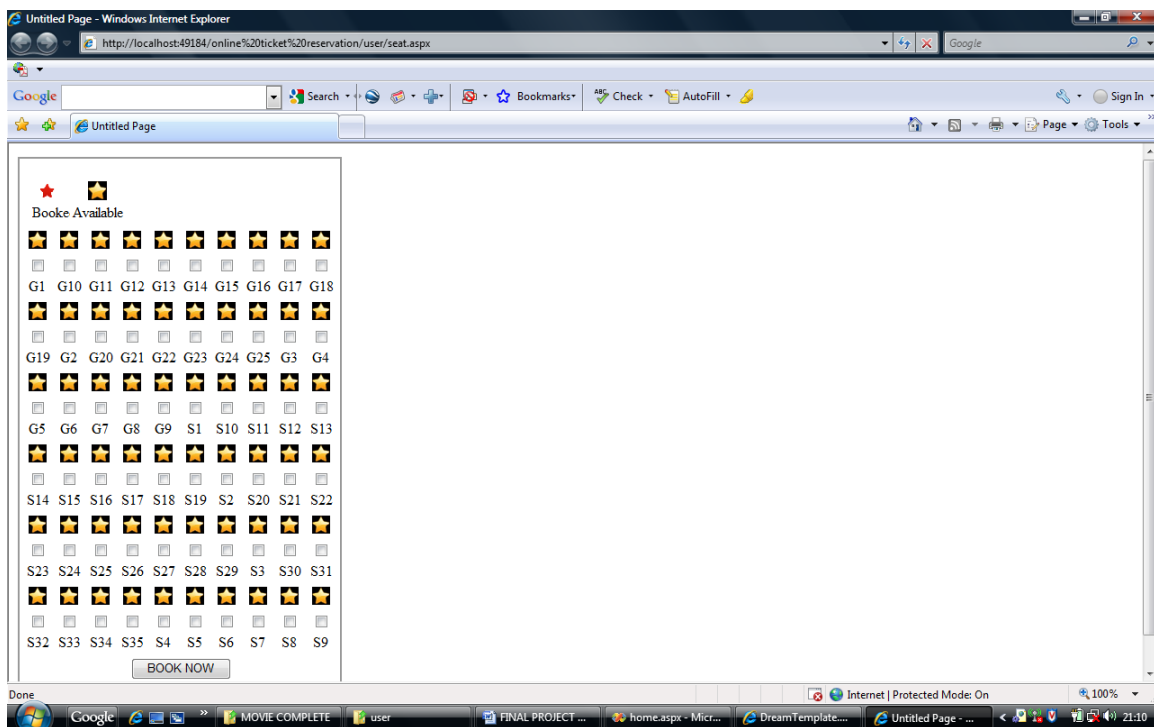 Untitled Page - Windows Internet Explorer
http://localhost:49184/online%20ticket%20reservation/user/seat.aspx
Google
Google
Search
Bookmarks
Check
AutoFill
Sign In
Untitled Page
Page
Tools
Booke Available
G1 G10 G11 G12 G13 G14 G15 G16 G17 G18
G19 G2 G20 G21 G22 G23 G24 G25 G3 G4
G5 G6 G7 G8 G9 S1 S10 S11 S12 S13
S14 S15 S16 S17 S18 S19 S2 S20 S21 S22
S23 S24 S25 S26 S27 S28 S29 S3 S30 S31
S32 S33 S34 S35 S4 S5 S6 S7 S8 S9
BOOK NOW
Done
Internet | Protected Mode: On
100%
Google
MOVIE COMPLETE
user
FINAL PROJECT ...
home.aspx - Micr...
DreamTemplate....
Untitled Page - ...
21:10